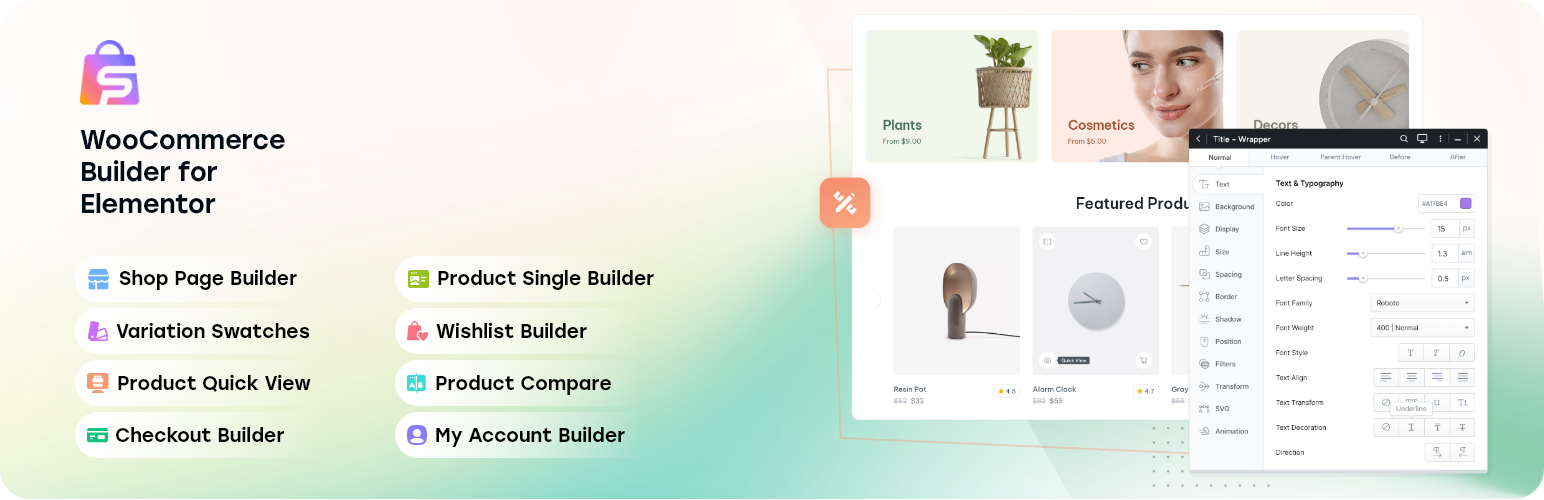 WooCommerce
Builder for
Elementor
Shop Page Builder
Product Single Builder
Variation Swatches
Wishlist Builder
Product Quick View
Product Compare
Checkout Builder
My Account Builder
Plants
From $9.00
Cosmetics
From $5.00
Decors
Featured Produ
Quick View
Resin Pot
4.5
$52 $32
Alarm Clock
4.7
$82 $59
Gray
$55
Title – Wrapper
Normal
Hover
Parent Hover
Before
After
Text
Background
Display
Size
Spacing
Border
Shadow
Position
Filters
Transform
SVG
Animation
Text & Typography
Color
#A17BE4
Font Size
15 px
Line Height
1.3 em
Letter Spacing
0.5 px
Font Family
Roboto
Font Weight
400 | Normal
Font Style
T T O
Text Align
Text Transform
Tt
Underline
Text Decoration
T T T
Direction